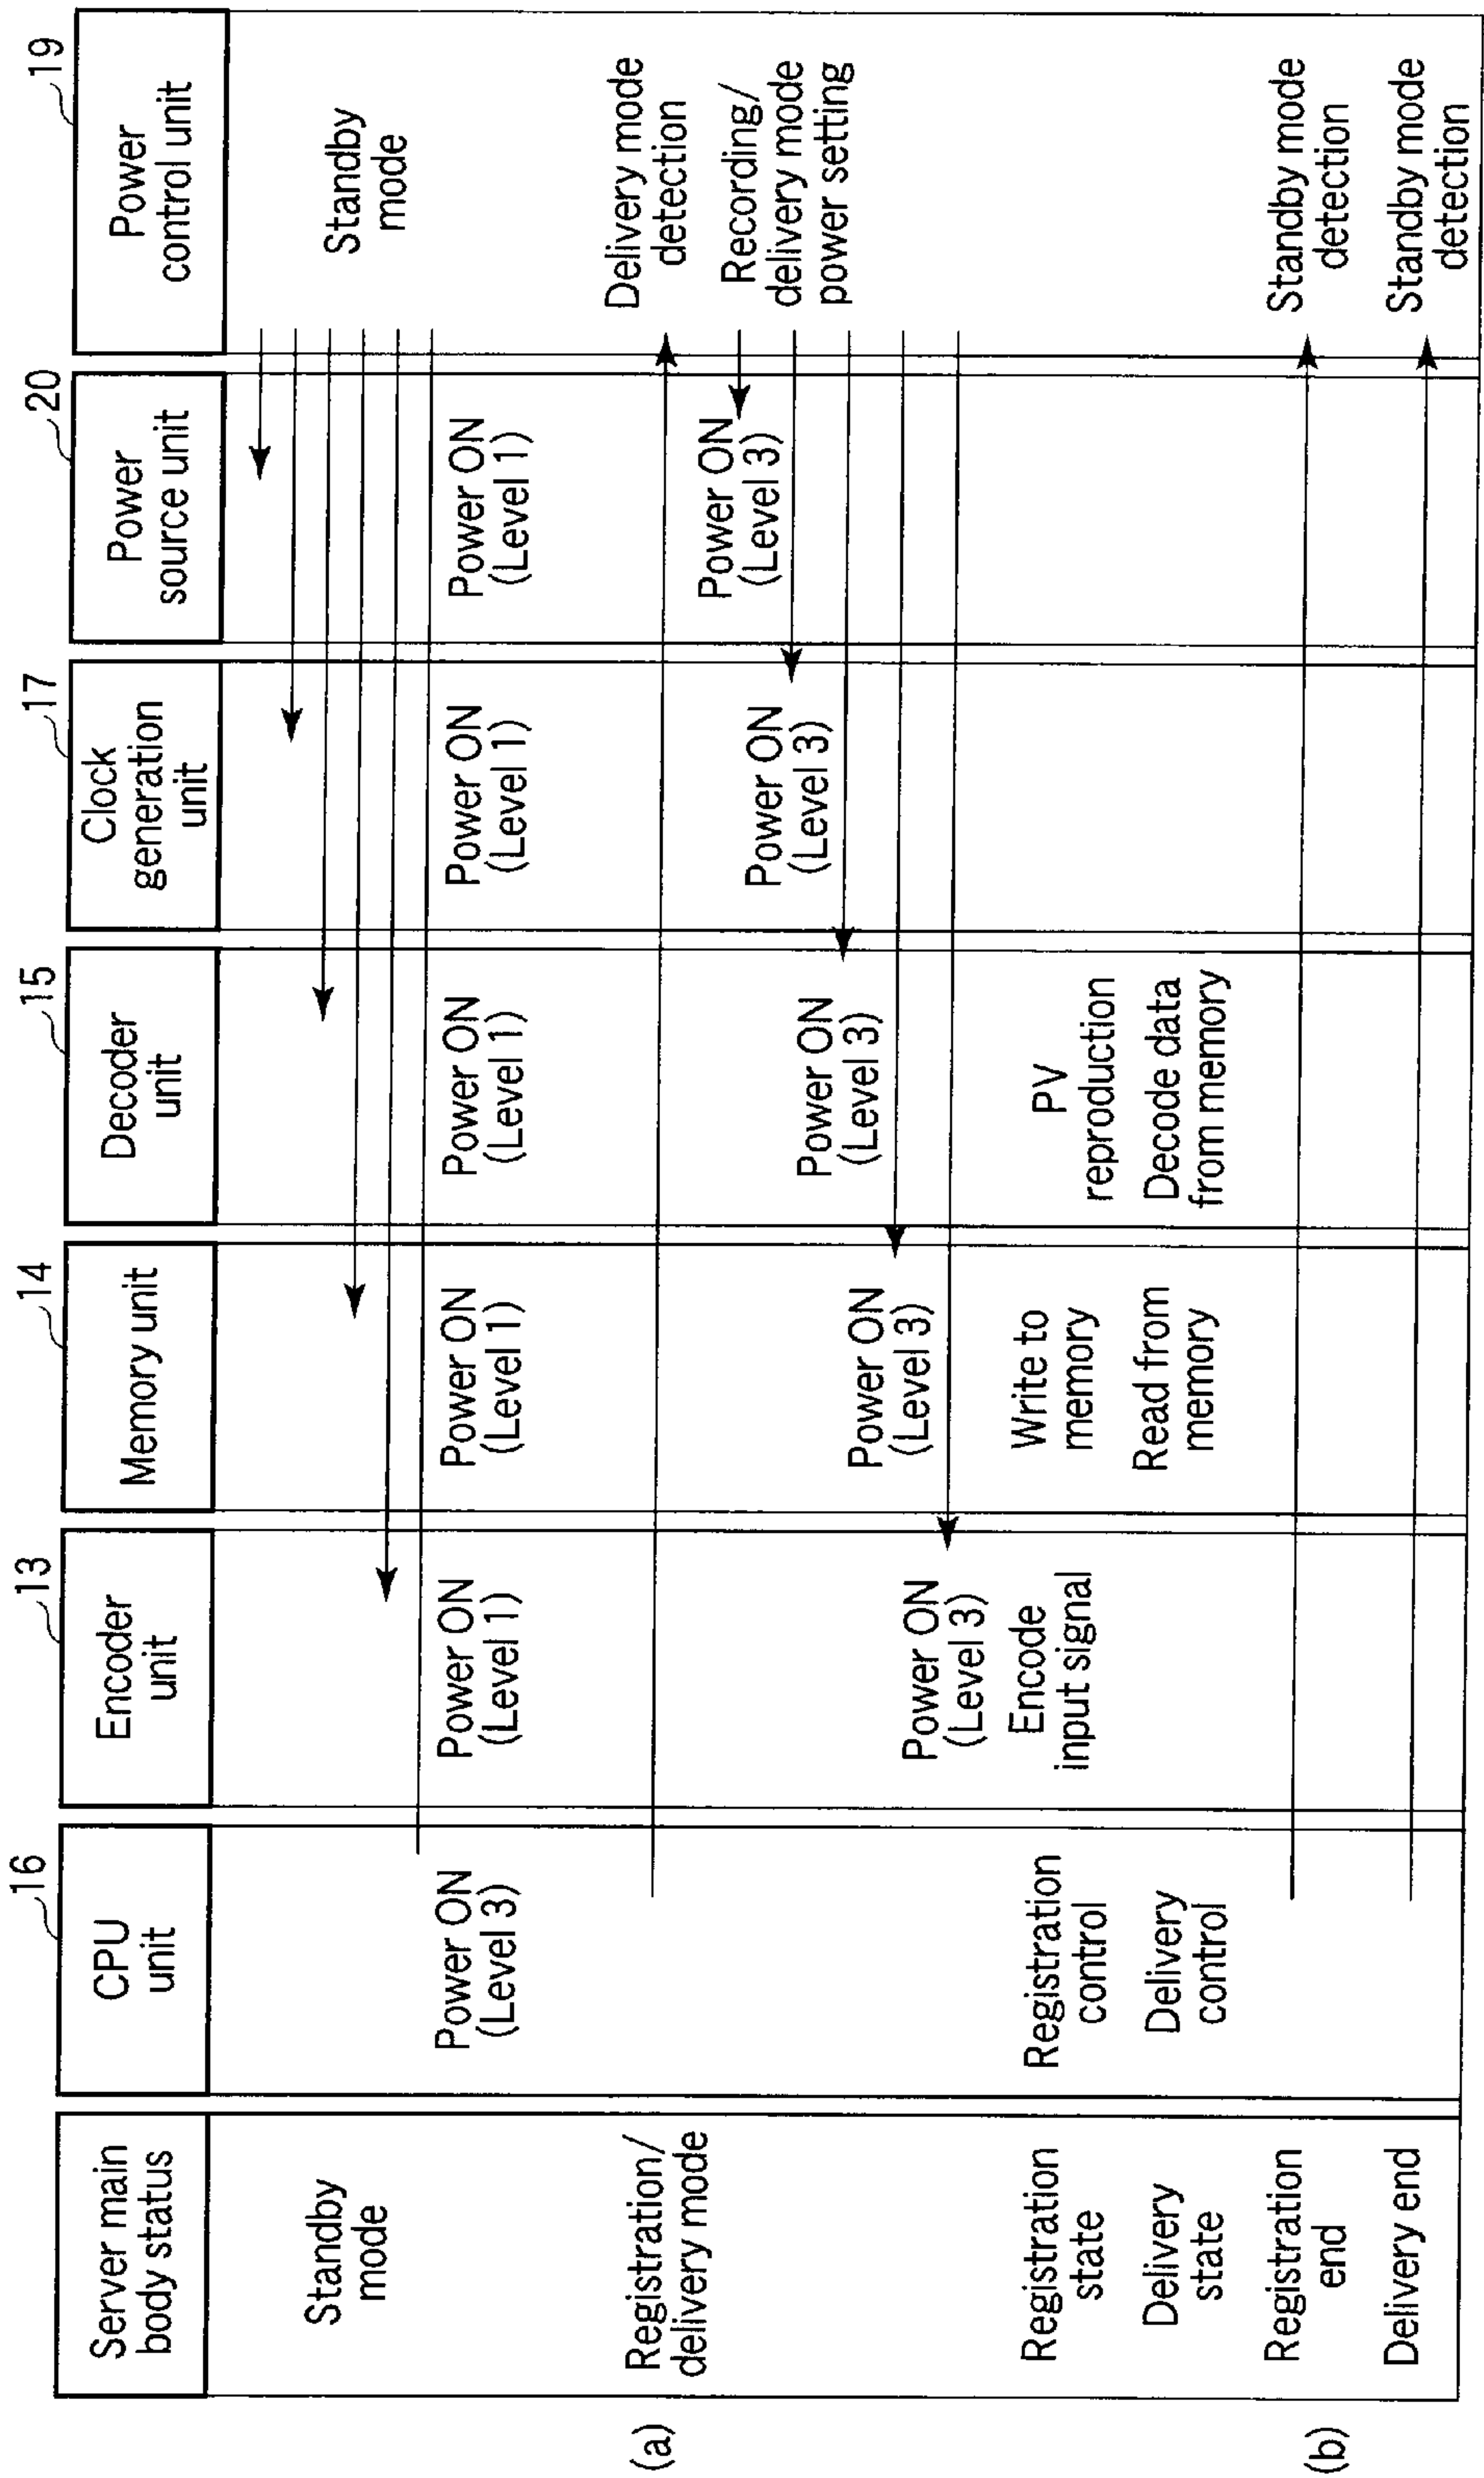 Server main
body status
16
CPU
unit
13
Encoder
unit
14
Memory unit
15
Decoder
unit
17
Clock
generation
unit
20
Power
source unit
19
Power
control unit
Standby
mode
Standby
mode
Power ON
(Level 3)
Power ON
(Level 1)
Power ON
(Level 1)
Power ON
(Level 1)
Power ON
(Level 1)
Power ON
(Level 1)
(a)
Registration/
delivery mode
Delivery mode
detection
Recording/
delivery mode
power setting
Power ON
(Level 3)
Power ON
(Level 3)
Power ON
(Level 3)
Power ON
(Level 3)
Power ON
(Level 3)
Registration
state
Registration
control
Encode
input signal
Write to
memory
PV
reproduction
Delivery
state
Delivery
control
Read from
memory
Decode data
from memory
(b)
Registration
end
Standby mode
detection
Delivery end
Standby mode
detection